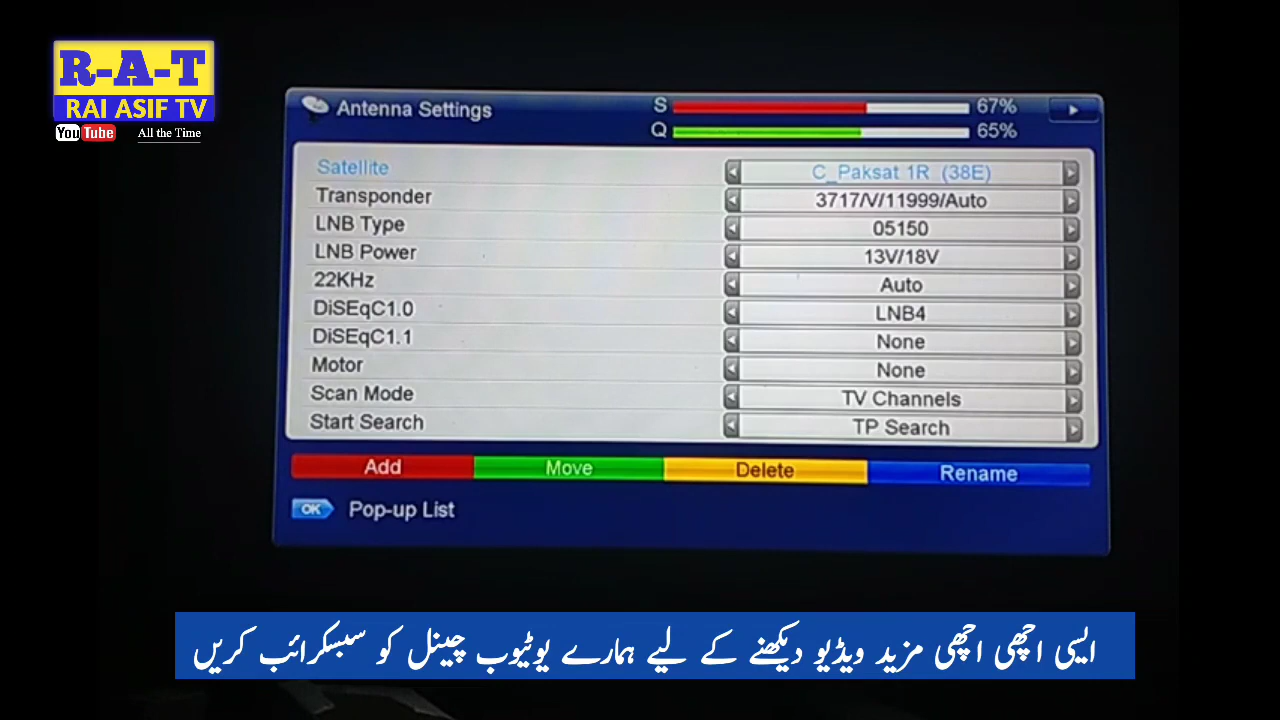 R-A-T
RAI ASIF TV
You Tube All the Time
Antenna Settings
S 67%
Q 65%
Satellite C_Paksat 1R (38E)
Transponder 3717/V/11999/Auto
LNB Type 05150
LNB Power 13V/18V
22KHz Auto
DiSEqC1.0 LNB4
DiSEqC1.1 None
Motor None
Scan Mode TV Channels
Start Search TP Search
Add Move Delete Rename
OK Pop-up List
ایسی اچھی اچھی مزید ویڈیو دیکھنے کے لیے ہمارے یوٹیوب چینل کو سبسکرائب کریں